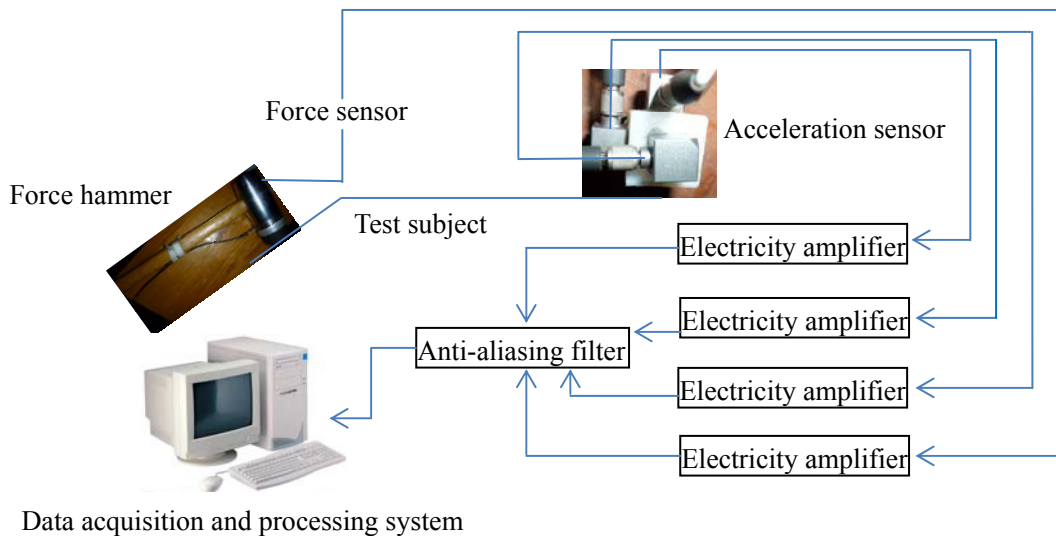 Force sensor
Acceleration sensor
Force hammer
Test subject
Electricity amplifier
Electricity amplifier
Anti-aliasing filter
Electricity amplifier
Electricity amplifier
Data acquisition and processing system